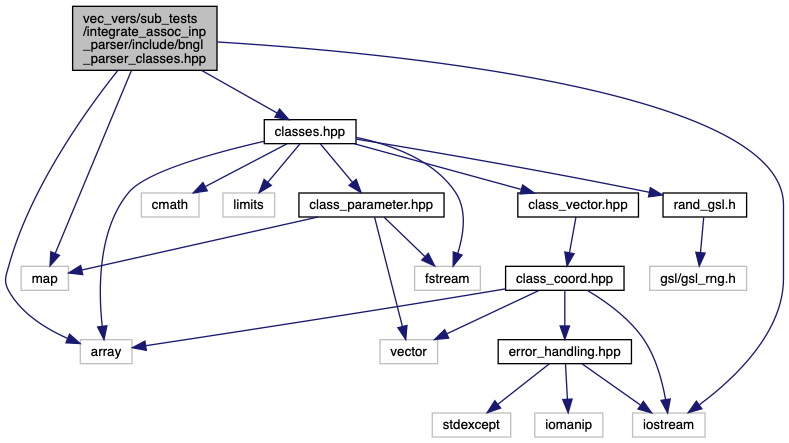 vec_vers/sub_tests
/integrate_assoc_inp
_parser/include/bngl
_parser_classes.hpp
classes.hpp
cmath
limits
class_parameter.hpp
class_vector.hpp
rand_gsl.h
map
fstream
class_coord.hpp
gsl/gsl_rng.h
array
vector
error_handling.hpp
stdexcept
iomanip
iostream